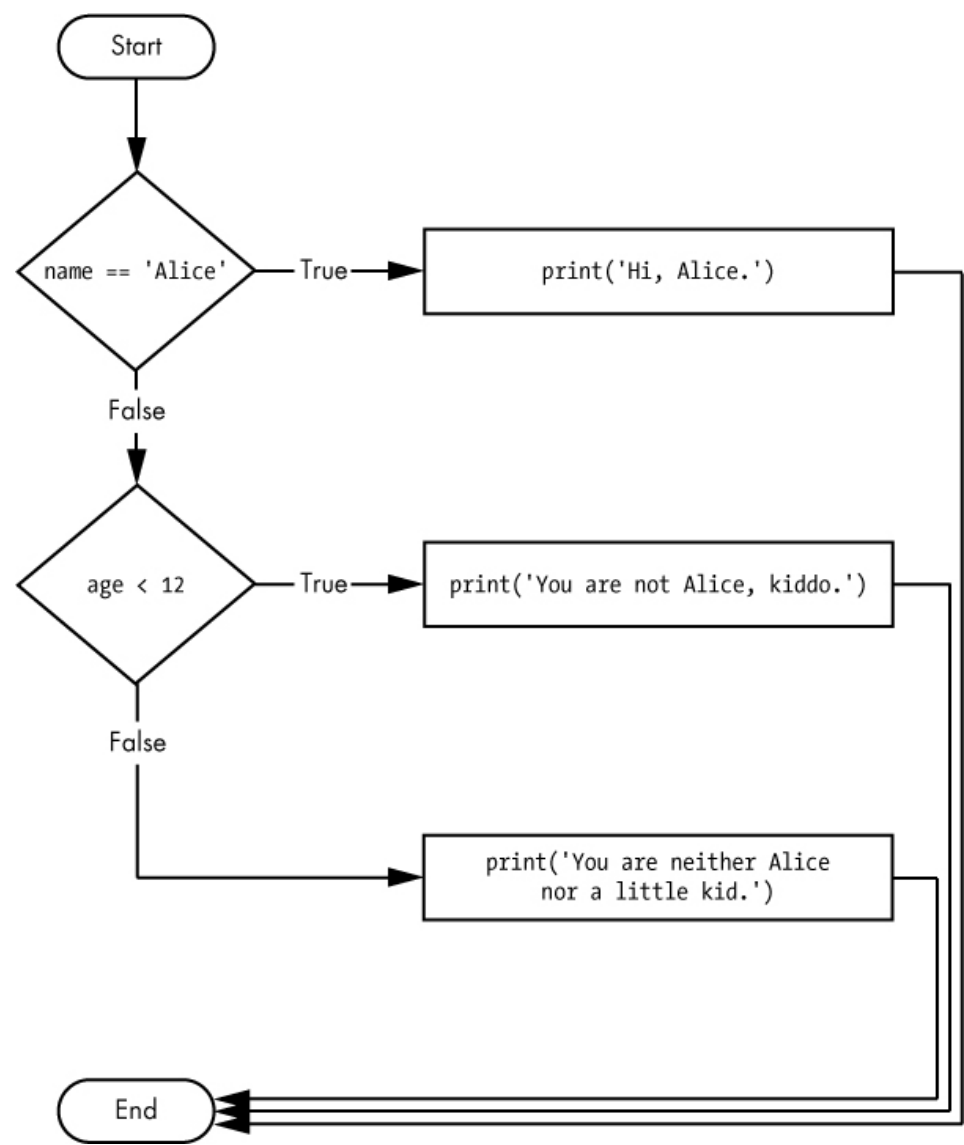 Start
name == 'Alice'
True
print('Hi, Alice.')
False
age < 12
True
print('You are not Alice, kiddo.')
False
print('You are neither Alice
nor a little kid.')
End